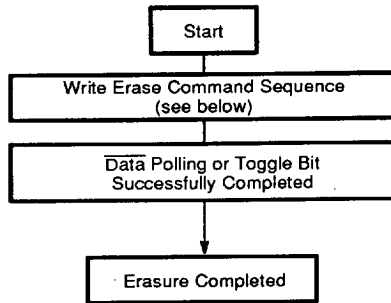 Start
Write Erase Command Sequence
(see below)
Data Polling or Toggle Bit
Successfully Completed
Erasure Completed